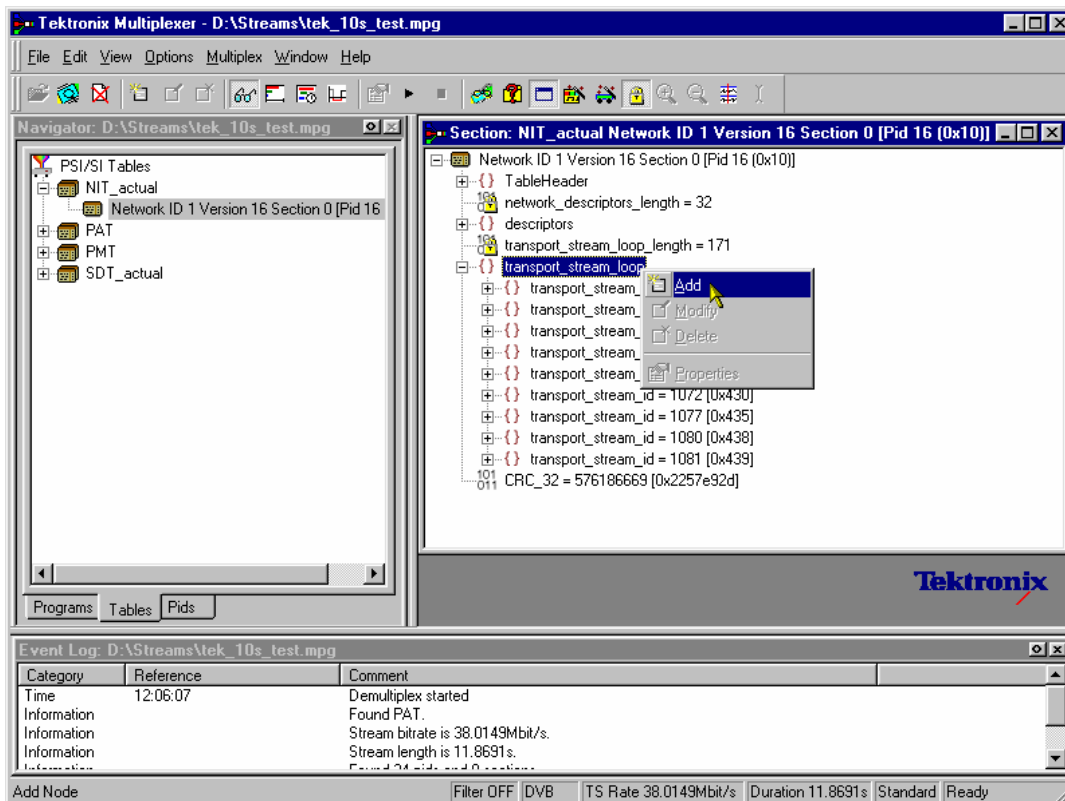 Tektronix Multiplexer - D:\Streams\tek_10s_test.mpg
File Edit View Options Multiplex Window Help
Navigator: D:\Streams\tek_10s_test.mpg
PSI/SI Tables
NIT_actual
Network ID 1 Version 16 Section 0 [Pid 16
PAT
PMT
SDT_actual
Programs Tables Pids
Section: NIT_actual Network ID 1 Version 16 Section 0 [Pid 16 (0x10)]
Network ID 1 Version 16 Section 0 [Pid 16 (0x10)]
TableHeader
network_descriptors_length = 32
descriptors
transport_stream_loop_length = 171
transport_stream_loop
transport_stream_
transport_stream_
transport_stream_
transport_stream_
transport_stream_
transport_stream_id = 1072 [0x430]
transport_stream_id = 1077 [0x435]
transport_stream_id = 1080 [0x438]
transport_stream_id = 1081 [0x439]
CRC_32 = 576186669 [0x2257e92d]
Add
Modify
Delete
Properties
Tektronix
Event Log: D:\Streams\tek_10s_test.mpg
Category Reference Comment
Time 12:06:07 Demultiplex started
Information Found PAT.
Information Stream bitrate is 38.0149Mbit/s.
Information Stream length is 11.8691s.
Add Node Filter OFF DVB TS Rate 38.0149Mbit/s Duration 11.8691s Standard Ready